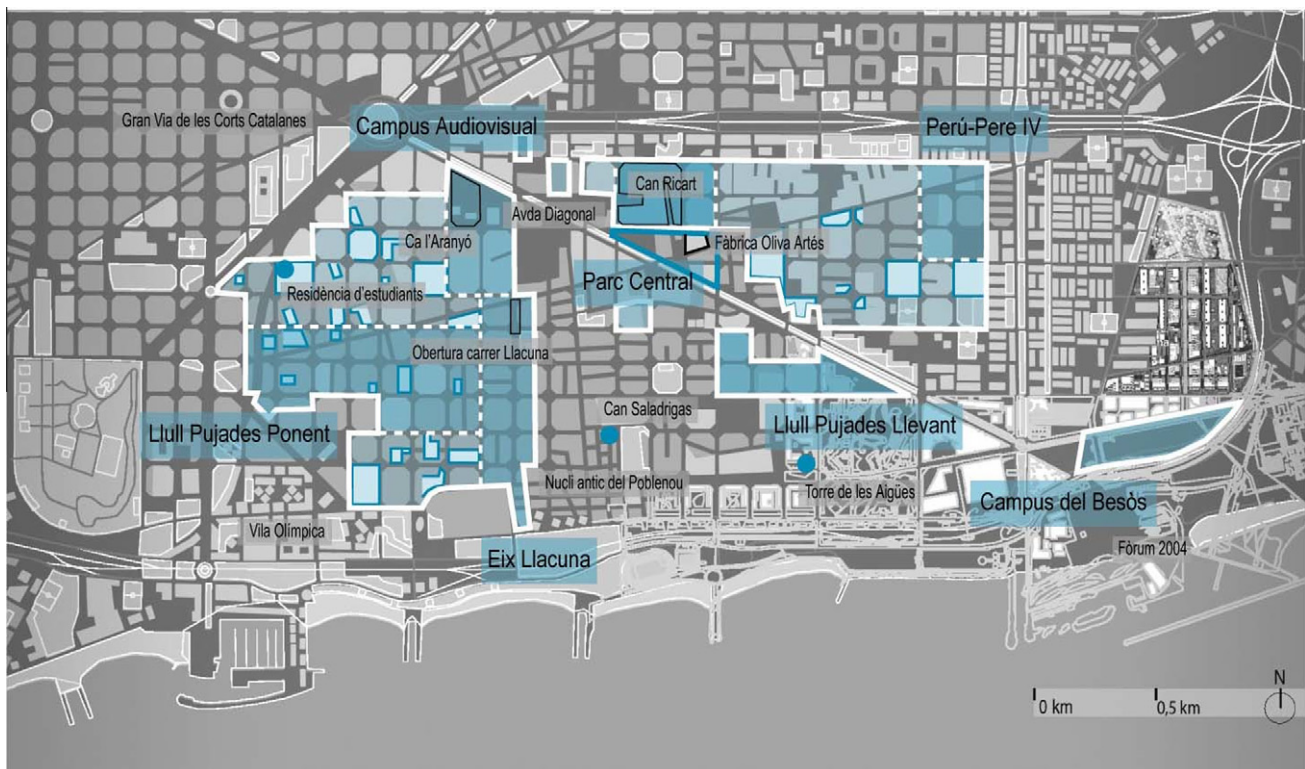 Gran Via de les Corts Catalanes
Campus Audiovisual
Perú-Pere IV
Can Ricart
Avda Diagonal
Ca l'Aranyó
Fàbrica Oliva Artés
Parc Central
Residència d'estudiants
Obertura carrer Llacuna
Can Saladrigas
Llull Pujades Ponent
Llull Pujades Llevant
Nucli antic del Poblenou
Torre de les Aigües
Campus del Besòs
Vila Olímpica
Fòrum 2004
Eix Llacuna
N
0 km
0,5 km